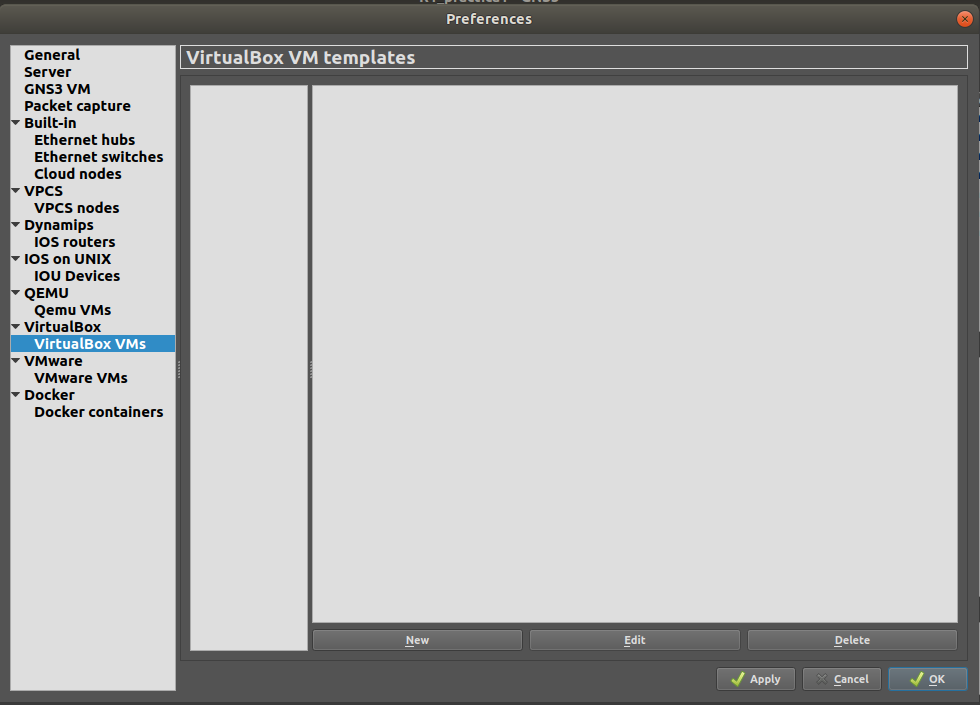 Preferences
General
Server
GNS3 VM
Packet capture
Built-in
Ethernet hubs
Ethernet switches
Cloud nodes
VPCS
VPCS nodes
Dynamips
IOS routers
IOS on UNIX
IOU Devices
QEMU
Qemu VMs
VirtualBox
VirtualBox VMs
VMware
VMware VMs
Docker
Docker containers
VirtualBox VM templates
New Edit Delete
Apply Cancel OK